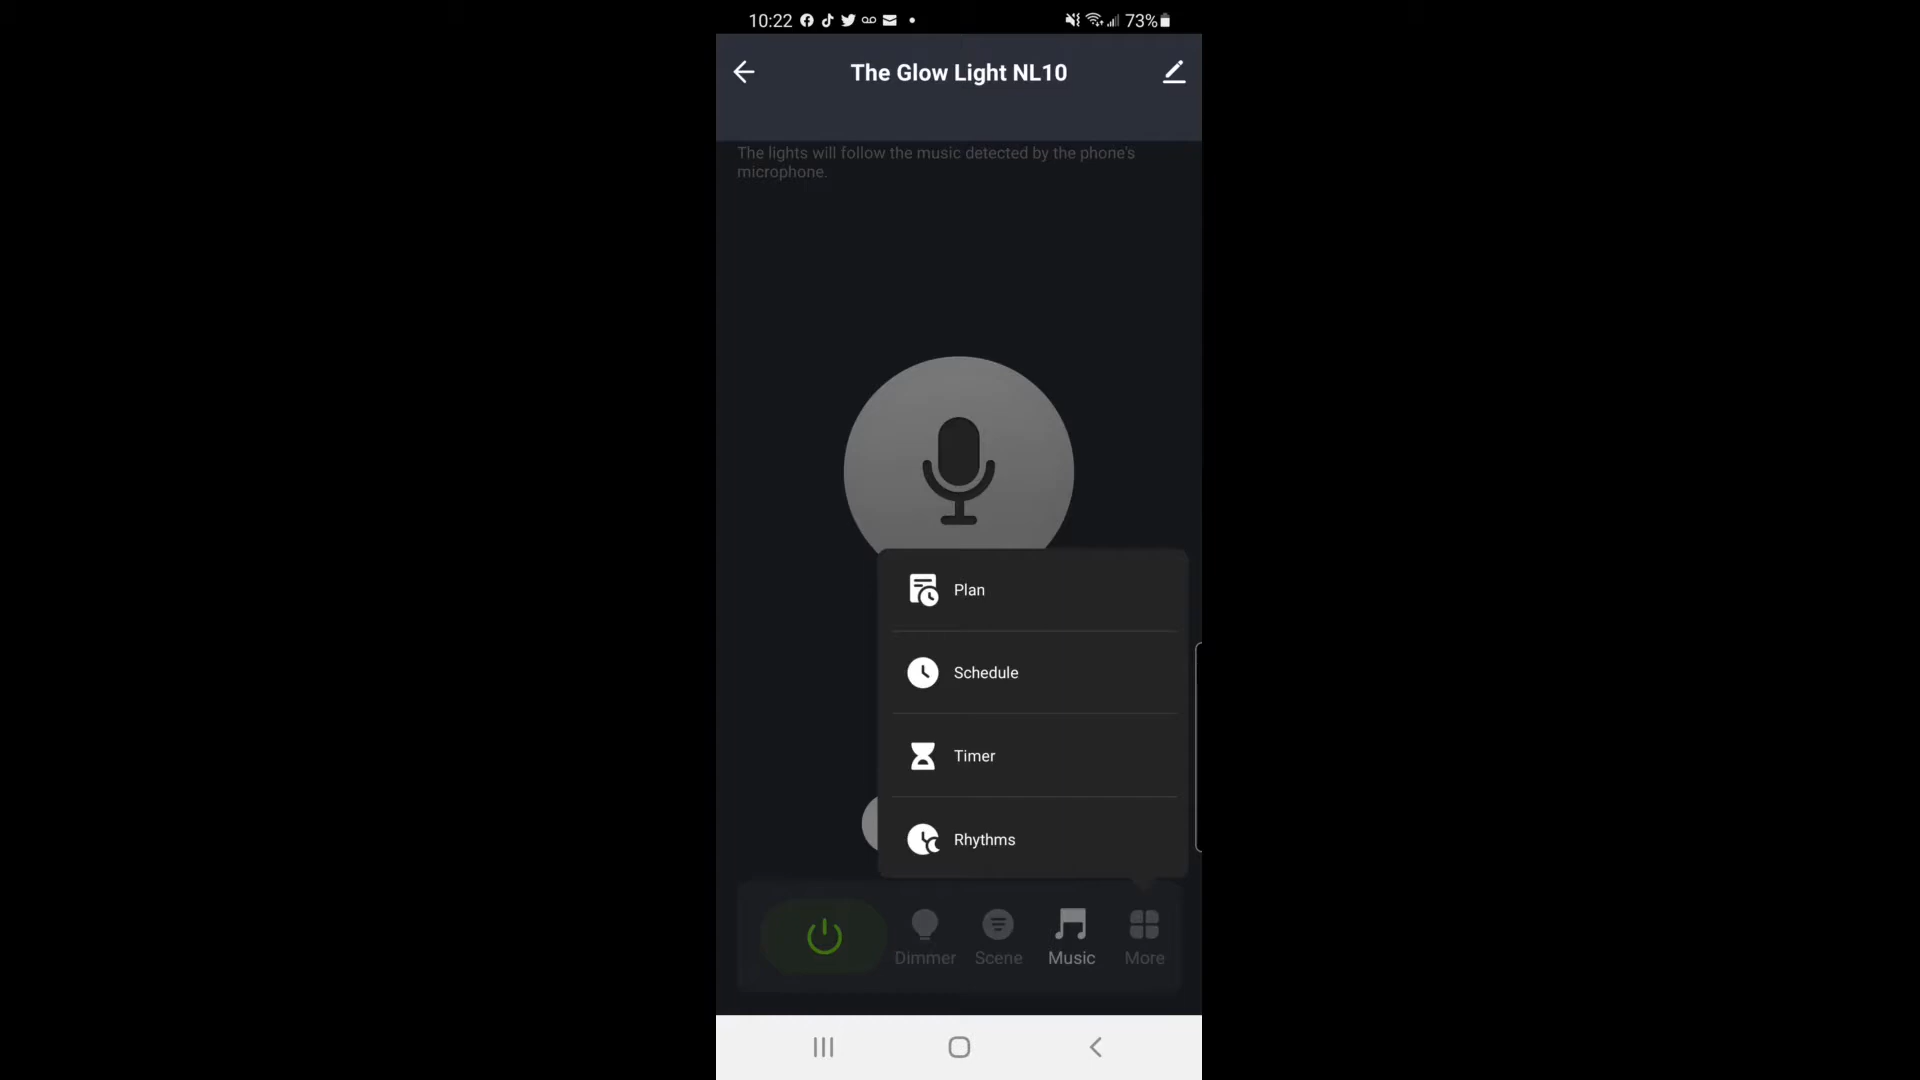 10:22
73%
The Glow Light NL10
The lights will follow the music detected by the phone's
microphone.
Plan
Schedule
Timer
Rhythms
Dimmer
Scene
Music
More